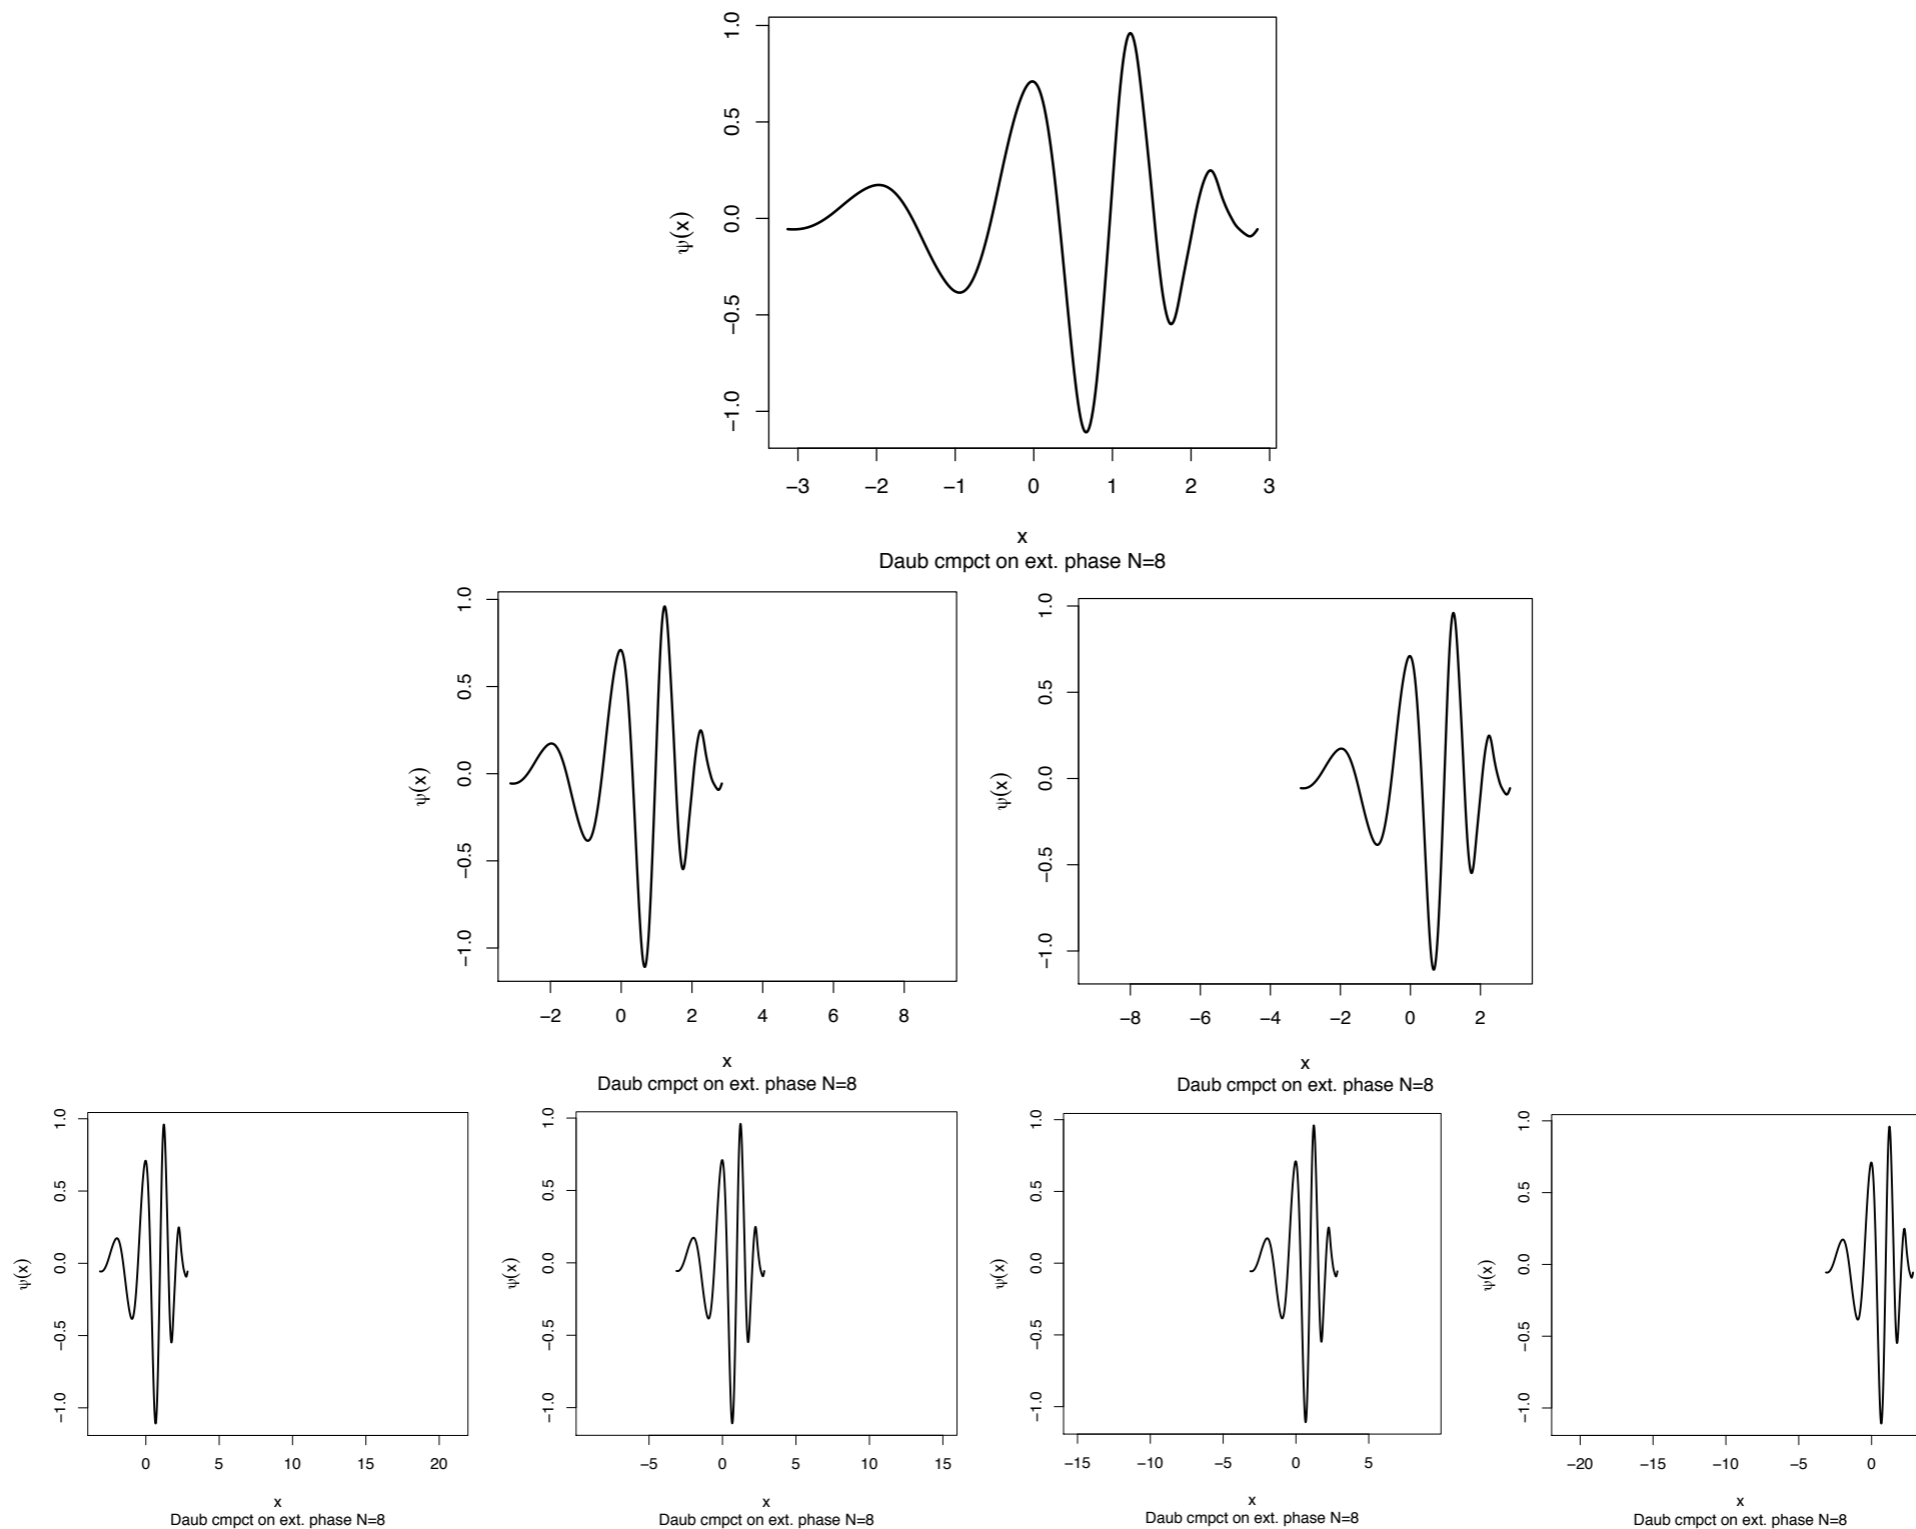 ψ(x)
1.0
0.5
0.0
−0.5
−1.0
−3 −2 −1 0 1 2 3
x
Daub cmpct on ext. phase N=8
ψ(x)
1.0
0.5
0.0
−0.5
−1.0
−2 0 2 4 6 8
x
Daub cmpct on ext. phase N=8
ψ(x)
1.0
0.5
0.0
−0.5
−1.0
−8 −6 −4 −2 0 2
x
Daub cmpct on ext. phase N=8
ψ(x)
1.0
0.5
0.0
−0.5
−1.0
0 5 10 15 20
x
Daub cmpct on ext. phase N=8
ψ(x)
1.0
0.5
0.0
−0.5
−1.0
−5 0 5 10 15
x
Daub cmpct on ext. phase N=8
ψ(x)
1.0
0.5
0.0
−0.5
−1.0
−15 −10 −5 0 5
x
Daub cmpct on ext. phase N=8
ψ(x)
1.0
0.5
0.0
−0.5
−1.0
−20 −15 −10 −5 0
x
Daub cmpct on ext. phase N=8